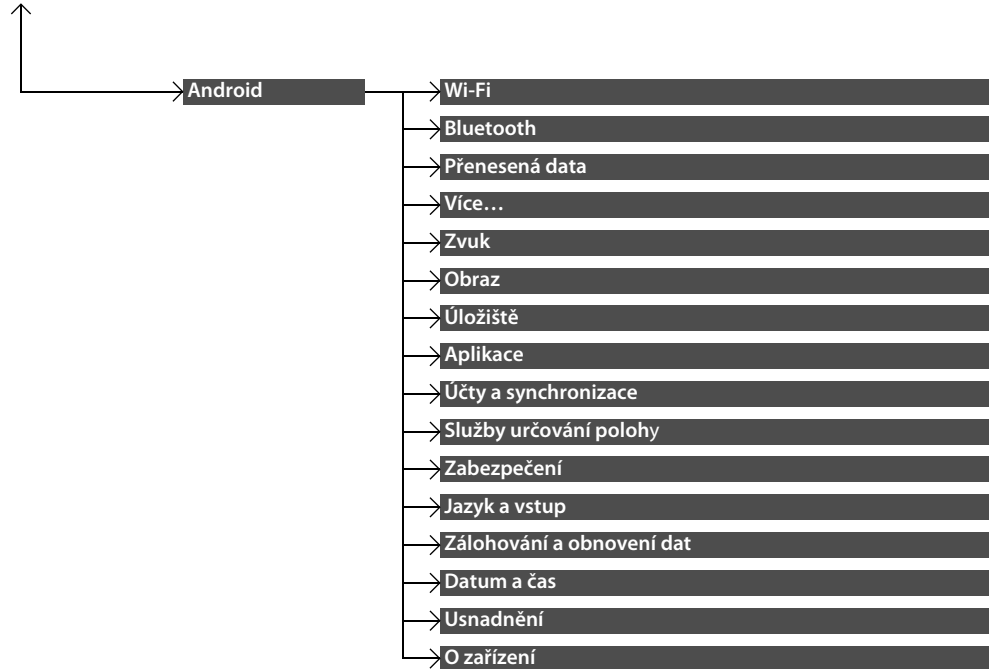 Android
Wi-Fi
Bluetooth
Přenesená data
Více…
Zvuk
Obraz
Úložiště
Aplikace
Účty a synchronizace
Služby určování polohy
Zabezpečení
Jazyk a vstup
Zálohování a obnovení dat
Datum a čas
Usnadnění
O zařízení